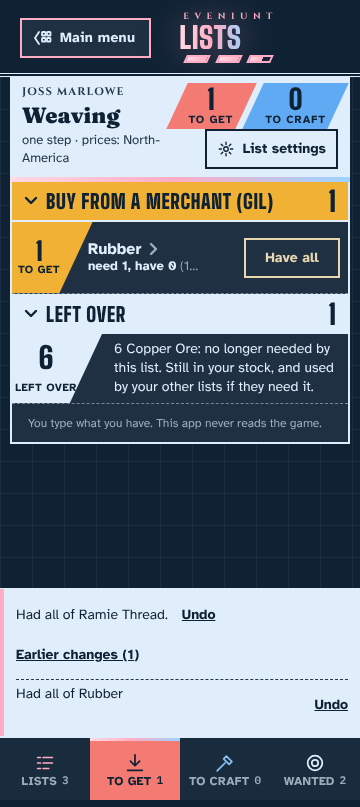 Main menu
EVENIUNT
LISTS
JOSS MARLOWE
Weaving
one step · prices: North-
America
1
TO GET
0
TO CRAFT
List settings
BUY FROM A MERCHANT (GIL)
1
1
TO GET
Rubber
need 1, have 0 (1...
Have all
LEFT OVER
1
6
LEFT OVER
6 Copper Ore: no longer needed by
this list. Still in your stock, and used
by your other lists if they need it.
You type what you have. This app never reads the game.
Had all of Ramie Thread. Undo
Earlier changes (1)
Had all of Rubber
Undo
LISTS 3
TO GET 1
TO CRAFT 0
WANTED 2